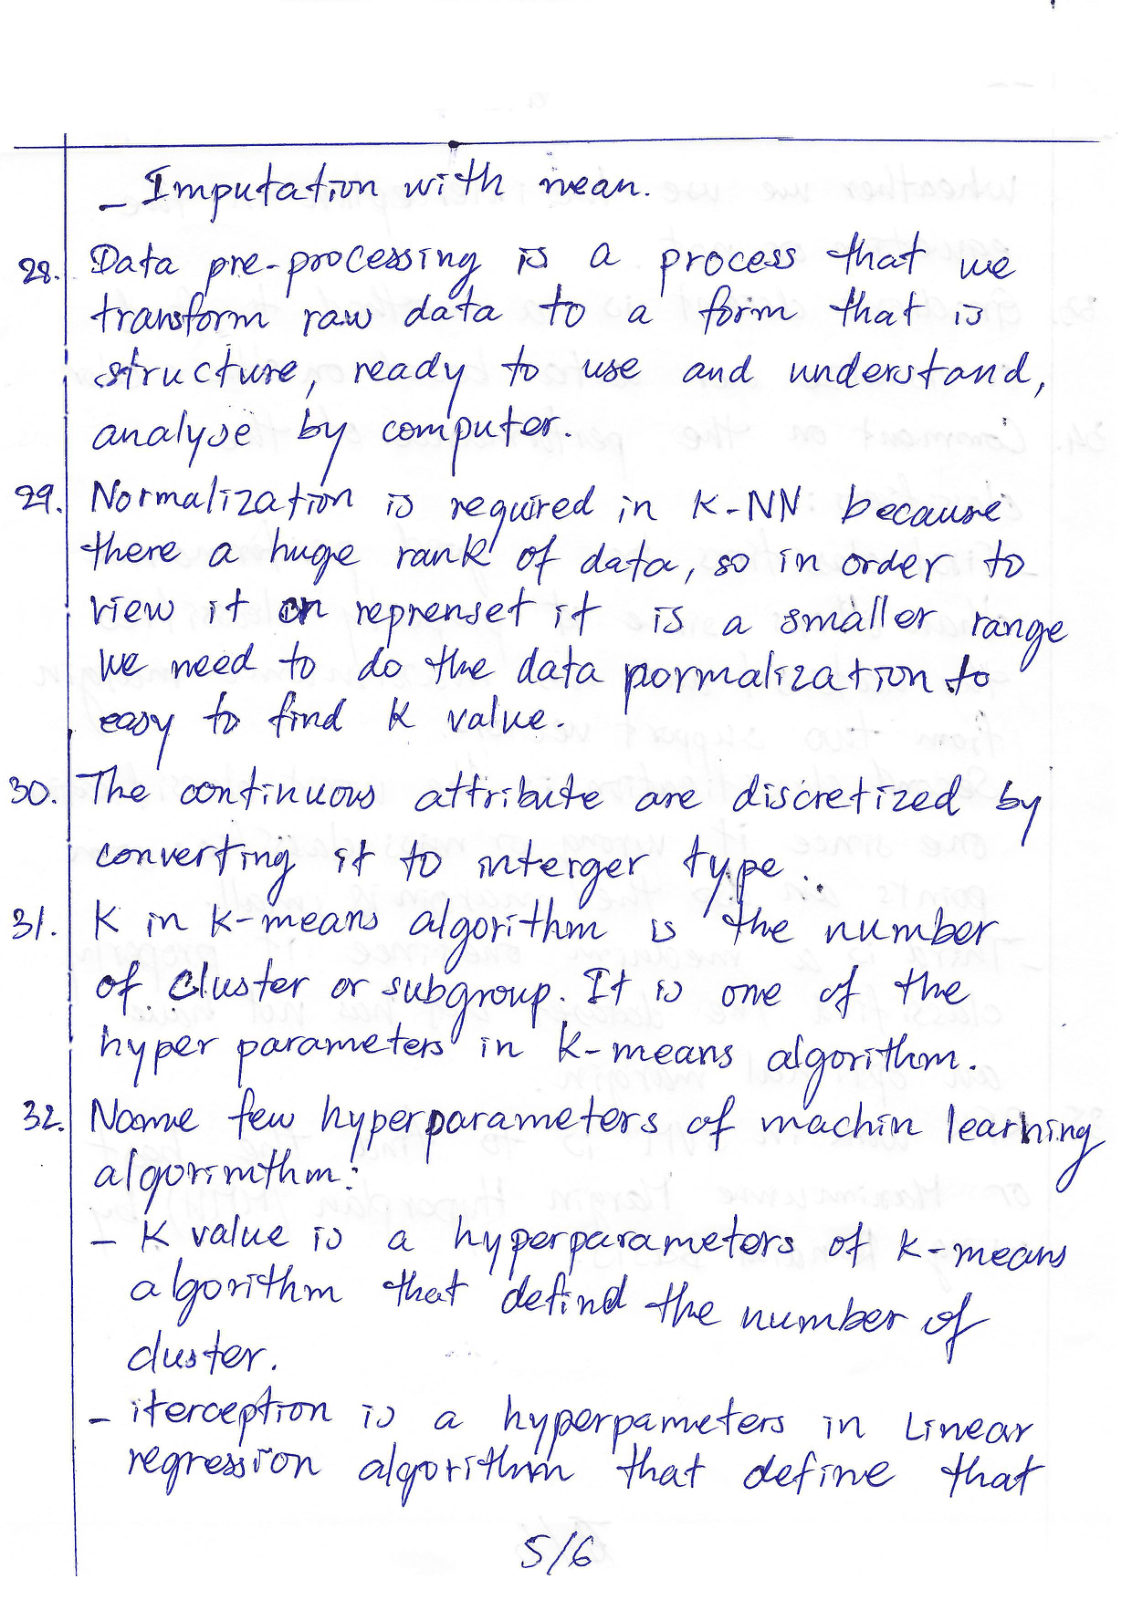 - Imputation with mean.
28. Data pre-processing is a process that we
transform raw data to a form that is
structure, ready to use and understand,
analyse by computer.
29. Normalization is required in K-NN because
there a huge rank of data, so in order to
view it on reprenset it is a smaller range
we need to do the data pormalization to
easy to find K value.
30. The continuous attribute are discretized by
converting it to interger type.
31. K in K-means algorithm is the number
of cluster or subgroup. It is one of the
hyper parameters in K-means algorithm.
32. Name few hyperparameters of machin learning
algorimthm:
- K value is a hyperparameters of K-means
algorithm that defind the number of
cluster.
- iterception is a hyperpameters in Linear
regression algorithm that define that
5/6